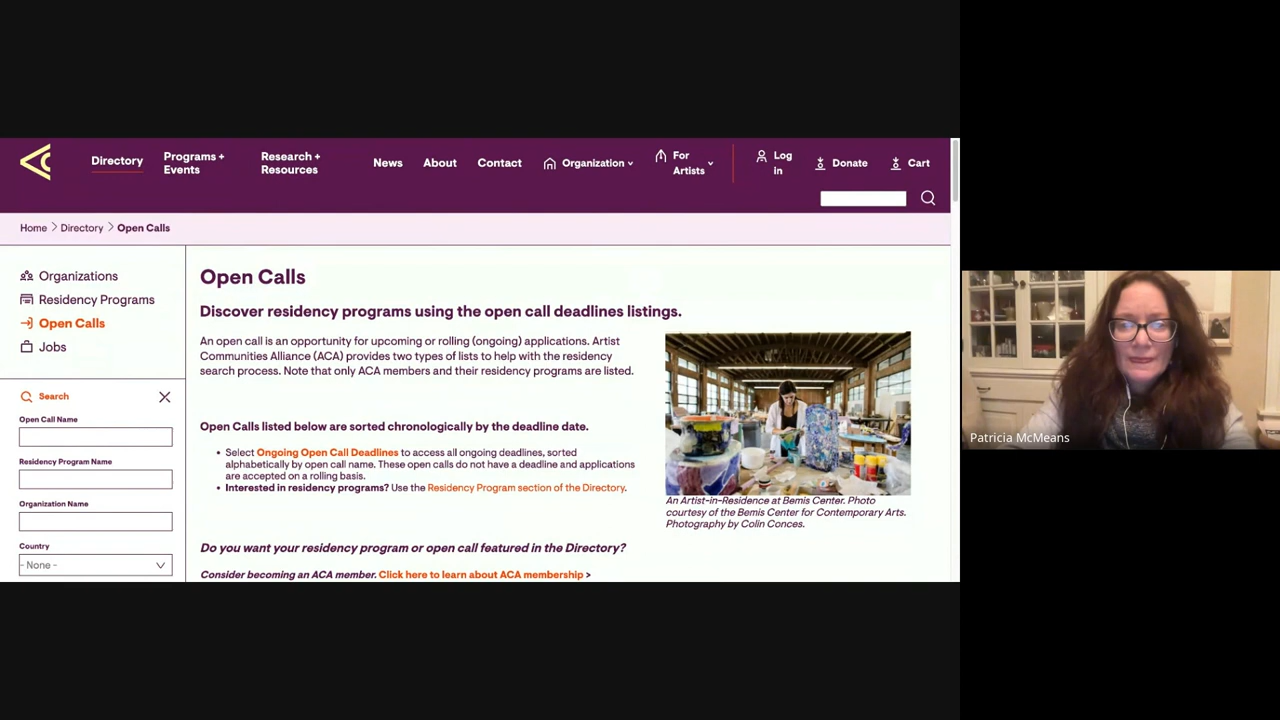 Directory
Programs +
Events
Research +
Resources
News
About
Contact
Organization
For
Artists
Log
in
Donate
Cart
Home
Directory
Open Calls
Organizations
Residency Programs
Open Calls
Jobs
Search
Open Call Name
Residency Program Name
Organization Name
Country
- None -
Open Calls
Discover residency programs using the open call deadlines listings.
An open call is an opportunity for upcoming or rolling (ongoing) applications. Artist
Communities Alliance (ACA) provides two types of lists to help with the residency
search process. Note that only ACA members and their residency programs are listed.
Open Calls listed below are sorted chronologically by the deadline date.
• Select Ongoing Open Call Deadlines to access all ongoing deadlines, sorted
alphabetically by open call name. These open calls do not have a deadline and applications
are accepted on a rolling basis.
• Interested in residency programs? Use the Residency Program section of the Directory.
An Artist-in-Residence at Bemis Center. Photo
courtesy of the Bemis Center for Contemporary Arts.
Photography by Colin Conces.
Do you want your residency program or open call featured in the Directory?
Consider becoming an ACA member. Click here to learn about ACA membership >
Patricia McMeans